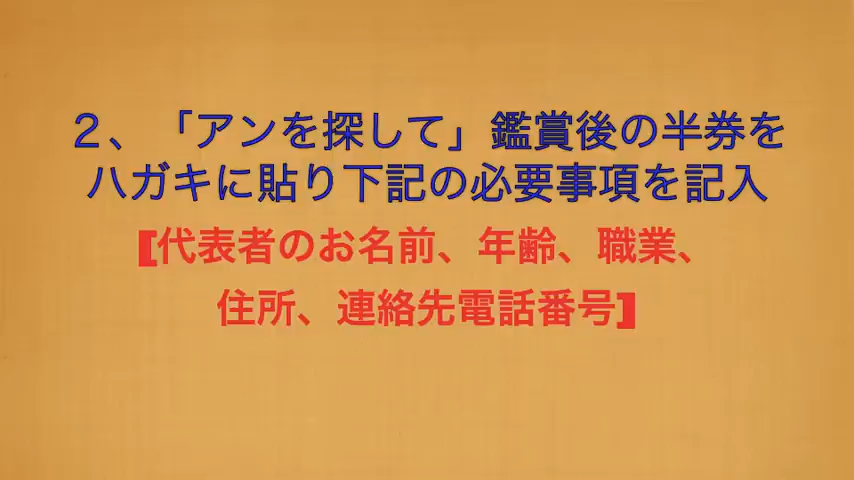 ２、「アンを探して」鑑賞後の半券を
ハガキに貼り下記の必要事項を記入
[代表者のお名前、年齢、職業、
住所、連絡先電話番号]